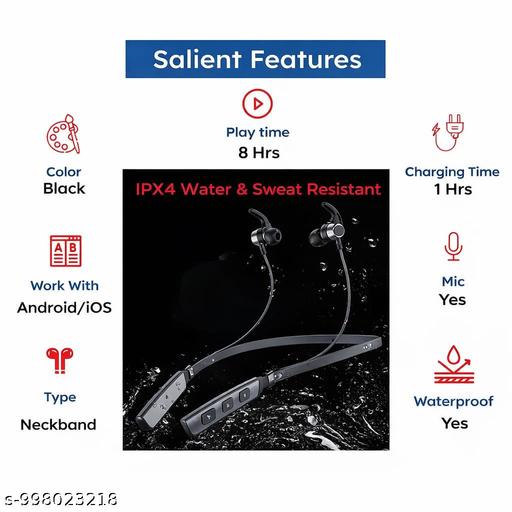 Salient Features
Play time
8 Hrs
Color
Black
Charging Time
1 Hrs
IPX4 Water & Sweat Resistant
A B
Work With
Android/iOS
Mic
Yes
Type
Neckband
Waterproof
Yes
s-998023218